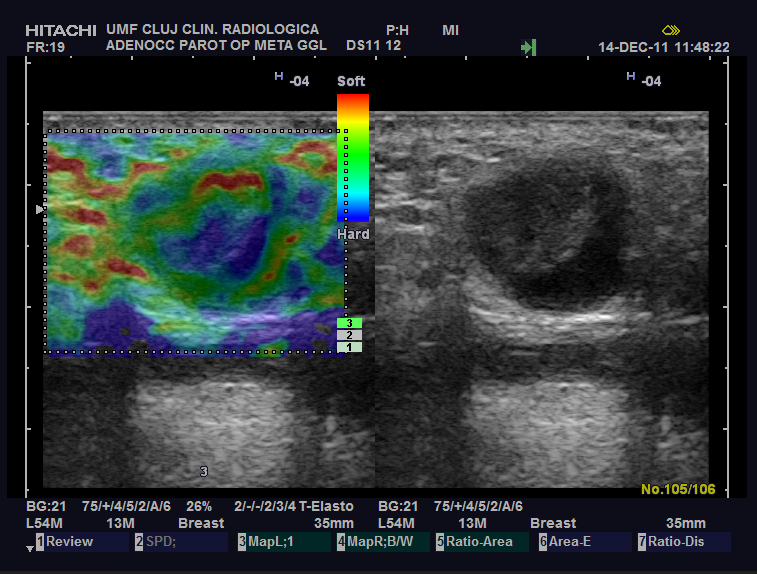 HITACHI UMF CLUJ CLIN. RADIOLOGICA P:H MI
FR:19 ADENOCC PAROT OP META GGL DS11 12 14-DEC-11 11:48:22
H -04 Soft H -04
Hard
3
2
1
3
No.105/106
BG:21 75/+/4/5/2/A/6 26% 2/-/-/2/3/4 T-Elasto BG:21 75/+/4/5/2/A/6
L54M 13M Breast 35mm L54M 13M Breast 35mm
1 Review 2 SPD; 3 MapL;1 4 MapR;B/W 5 Ratio-Area 6 Area-E 7 Ratio-Dis